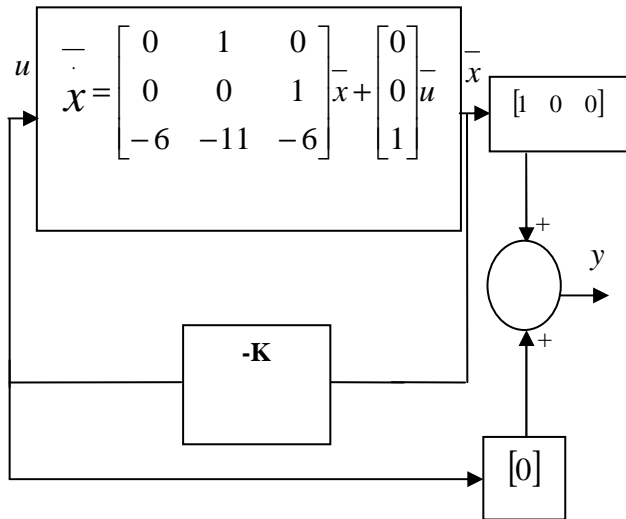 u
ẋ̅ = [0 1 0; 0 0 1; −6 −11 −6] x̅ + [0; 0; 1] u̅
x̅
[1 0 0]
+
y
+
-K
[0]